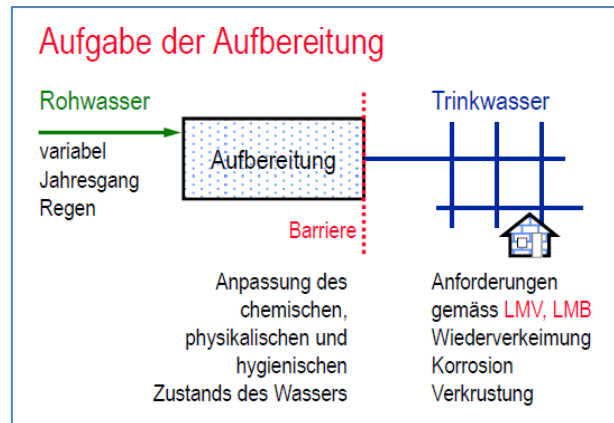 Aufgabe der Aufbereitung
Rohwasser
variabel
Jahresgang
Regen
Aufbereitung
Barriere
Anpassung des
chemischen,
physikalischen und
hygienischen
Zustands des Wassers
Trinkwasser
Anforderungen
gemäss LMV, LMB
Wiederverkeimung
Korrosion
Verkrustung